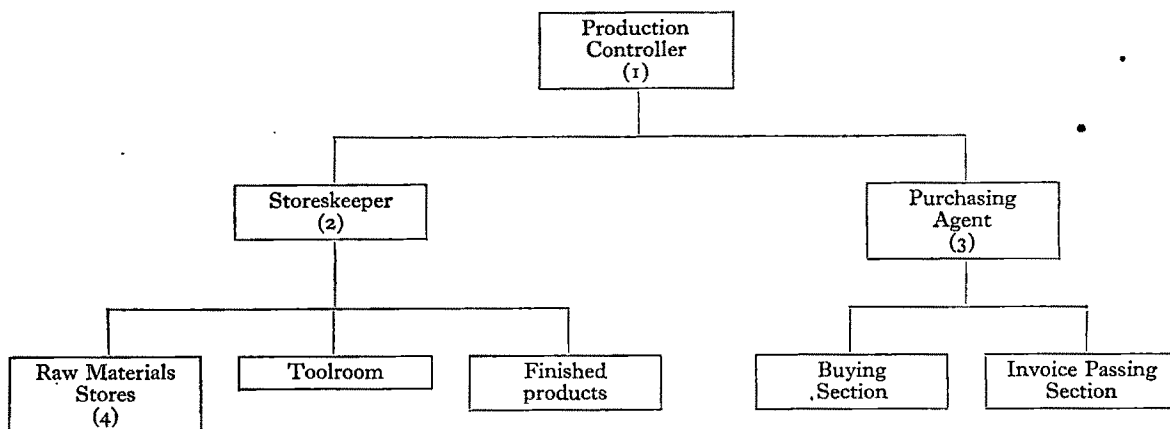 Production
Controller
(1)
Storeskeeper
(2)
Purchasing
Agent
(3)
Raw Materials
Stores
(4)
Toolroom
Finished
products
Buying
Section
Invoice Passing
Section